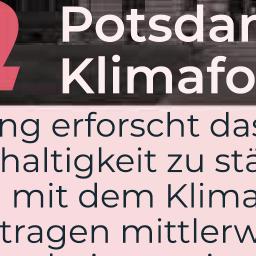 Potsdam
Klimafo
ng erforscht das
haltigkeit zu stä
mit dem Klima
tragen mittlerw